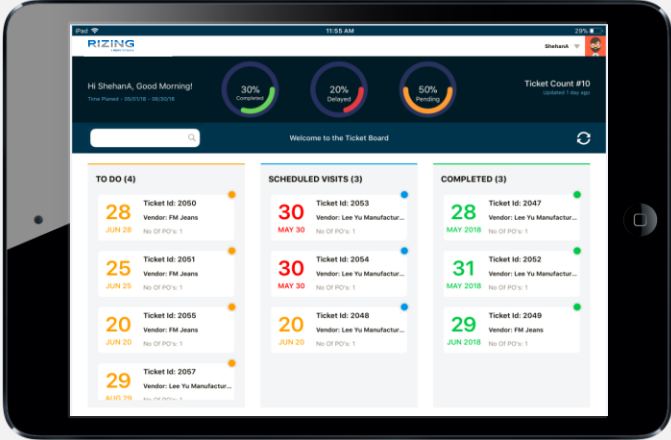 iPad
11:55 AM
29%
RIZING
ShehanA
Hi ShehanA, Good Morning!
Time Planed - 05/01/18 - 08/30/18
30%
Completed
20%
Delayed
50%
Pending
Ticket Count #10
Updated 1 day ago
Welcome to the Ticket Board
TO DO (4)
28
JUN 28
Ticket Id: 2050
Vendor: FM Jeans
No Of PO's: 1
25
JUN 25
Ticket Id: 2051
Vendor: FM Jeans
No Of PO's: 1
20
JUN 20
Ticket Id: 2055
Vendor: FM Jeans
No Of PO's: 1
29
AUG 29
Ticket Id: 2057
Vendor: Lee Yu Manufactur...
No Of PO's: 1
SCHEDULED VISITS (3)
30
MAY 30
Ticket Id: 2053
Vendor: Lee Yu Manufactur...
No Of PO's: 1
30
MAY 30
Ticket Id: 2054
Vendor: Lee Yu Manufactur...
No Of PO's: 1
20
JUN 20
Ticket Id: 2048
Vendor: Lee Yu Manufactur...
No Of PO's: 1
COMPLETED (3)
28
MAY 2018
Ticket Id: 2047
Vendor: Lee Yu Manufactur...
No Of PO's: 1
31
MAY 2018
Ticket Id: 2052
Vendor: Lee Yu Manufactur...
No Of PO's: 1
29
JUN 2018
Ticket Id: 2049
Vendor: FM Jeans
No Of PO's: 1